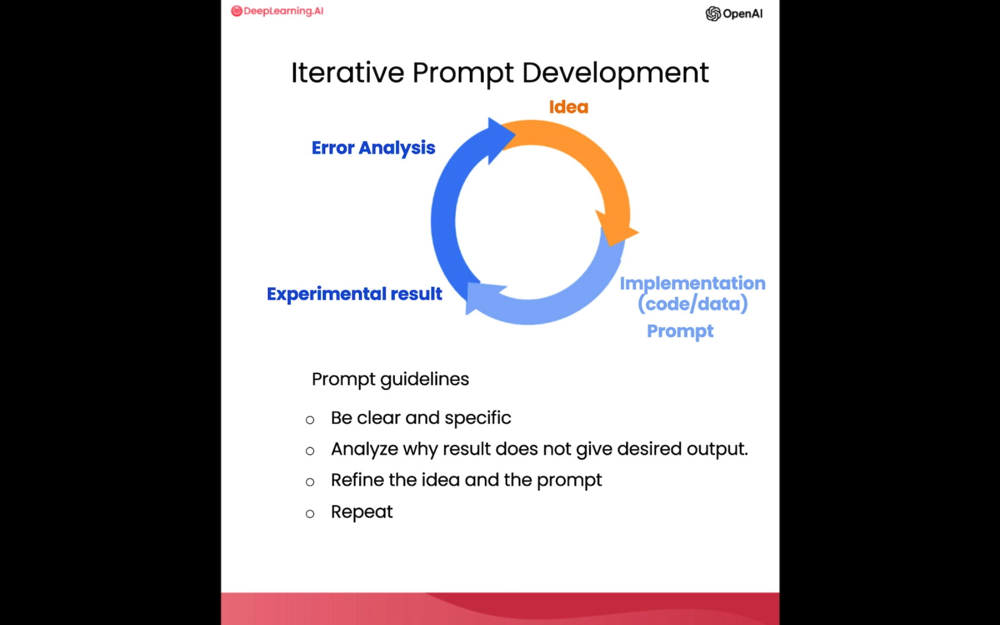 DeepLearning.AI
OpenAI
Iterative Prompt Development
Idea
Error Analysis
Experimental result
Implementation
(code/data)
Prompt
Prompt guidelines
o Be clear and specific
o Analyze why result does not give desired output.
o Refine the idea and the prompt
o Repeat